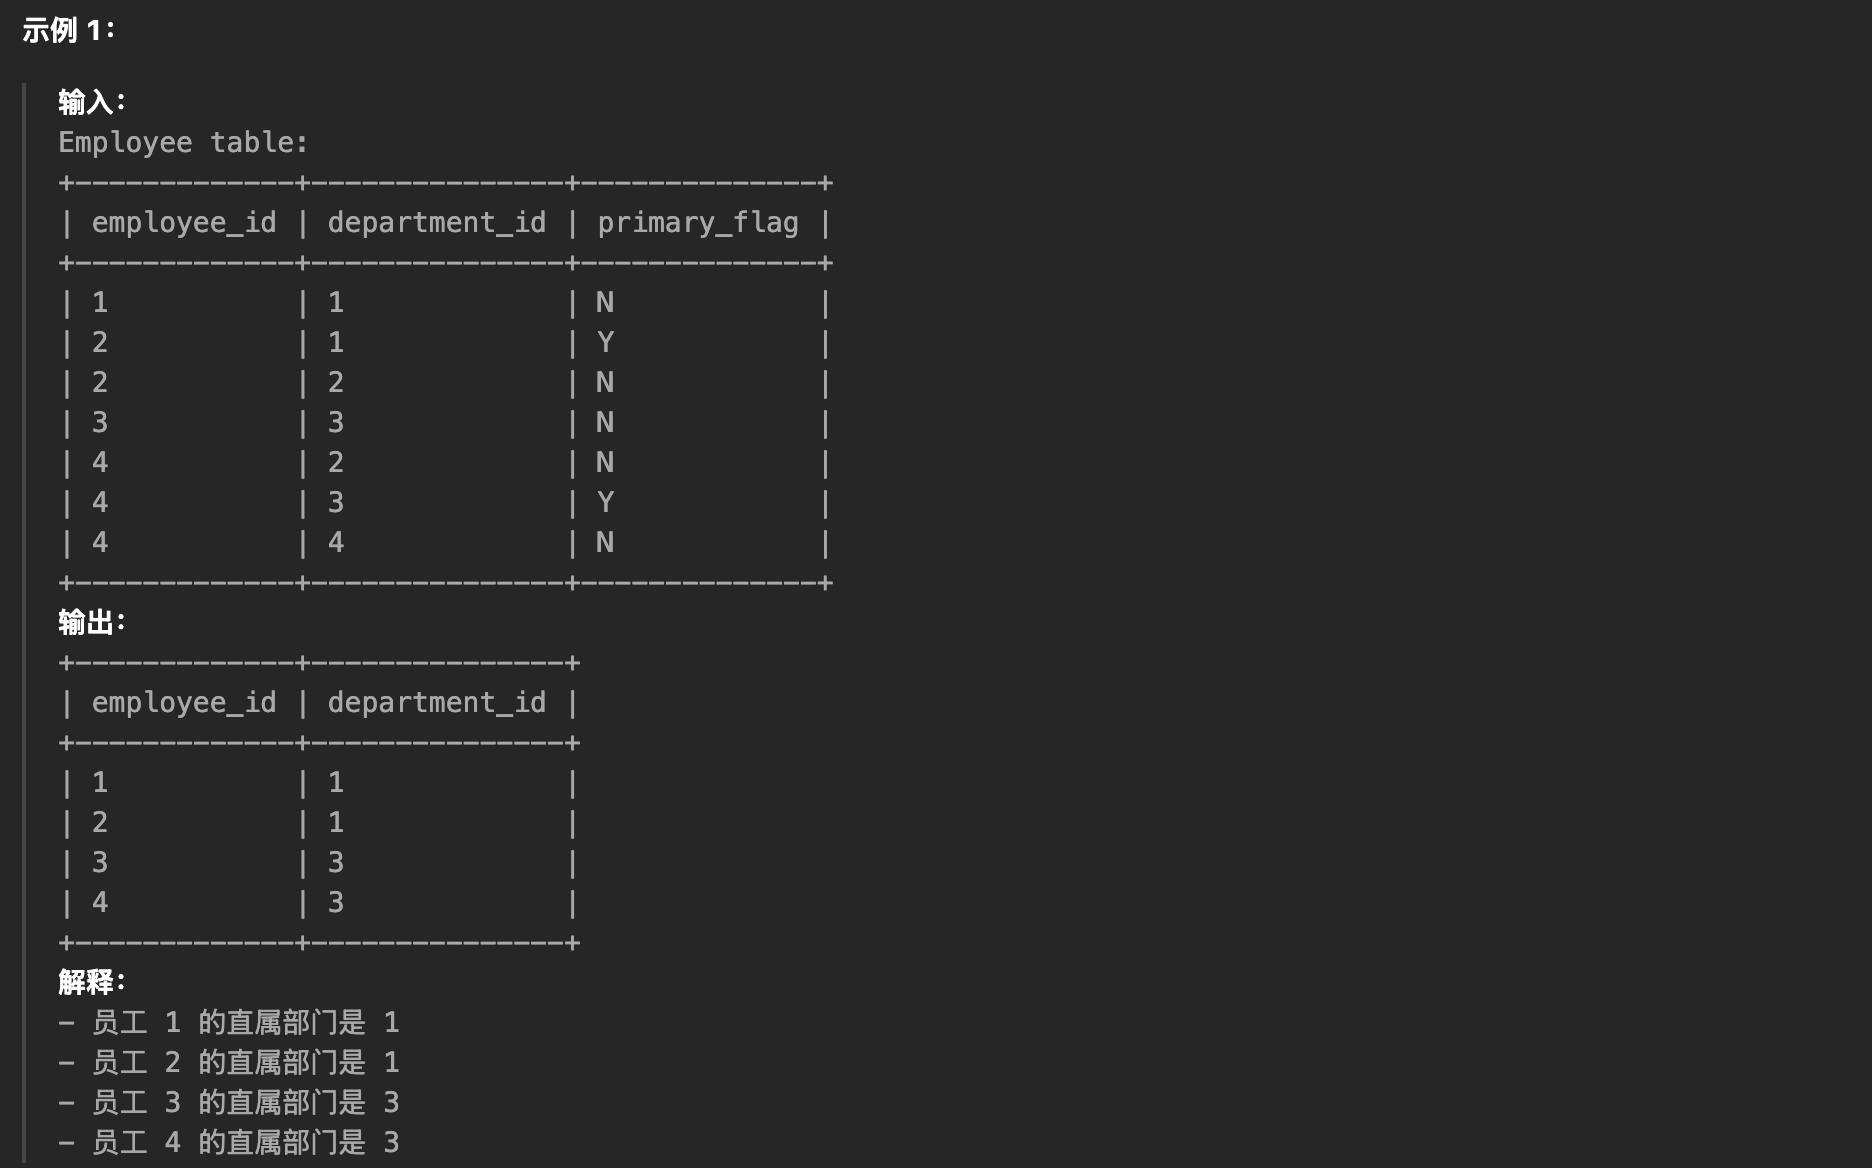 示例 1：
输入：
Employee table:
+-------------+---------------+--------------+
| employee_id | department_id | primary_flag |
+-------------+---------------+--------------+
| 1           | 1             | N            |
| 2           | 1             | Y            |
| 2           | 2             | N            |
| 3           | 3             | N            |
| 4           | 2             | N            |
| 4           | 3             | Y            |
| 4           | 4             | N            |
+-------------+---------------+--------------+
输出：
+-------------+---------------+
| employee_id | department_id |
+-------------+---------------+
| 1           | 1             |
| 2           | 1             |
| 3           | 3             |
| 4           | 3             |
+-------------+---------------+
解释：
- 员工 1 的直属部门是 1
- 员工 2 的直属部门是 1
- 员工 3 的直属部门是 3
- 员工 4 的直属部门是 3